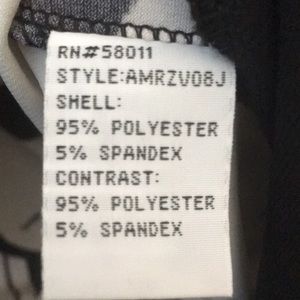 RN#58011
STYLE:AMRZV08J
SHELL:
95% POLYESTER
5% SPANDEX
CONTRAST:
95% POLYESTER
5% SPANDEX